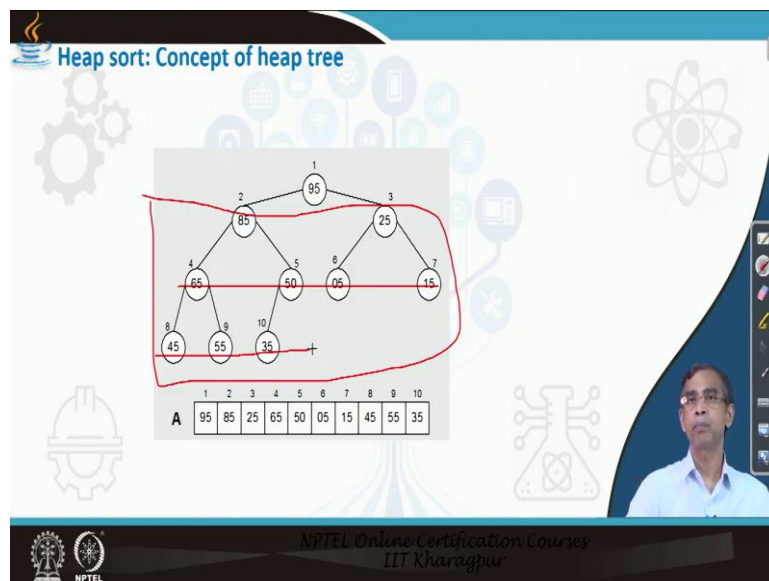 Heap sort: Concept of heap tree
1
95
2 3
85 25
4 5 6 7
65 50 05 15
8 9 10
45 55 35
1 2 3 4 5 6 7 8 9 10
A 95 85 25 65 50 05 15 45 55 35
NPTEL Online Certification Courses
IIT Kharagpur
NPTEL